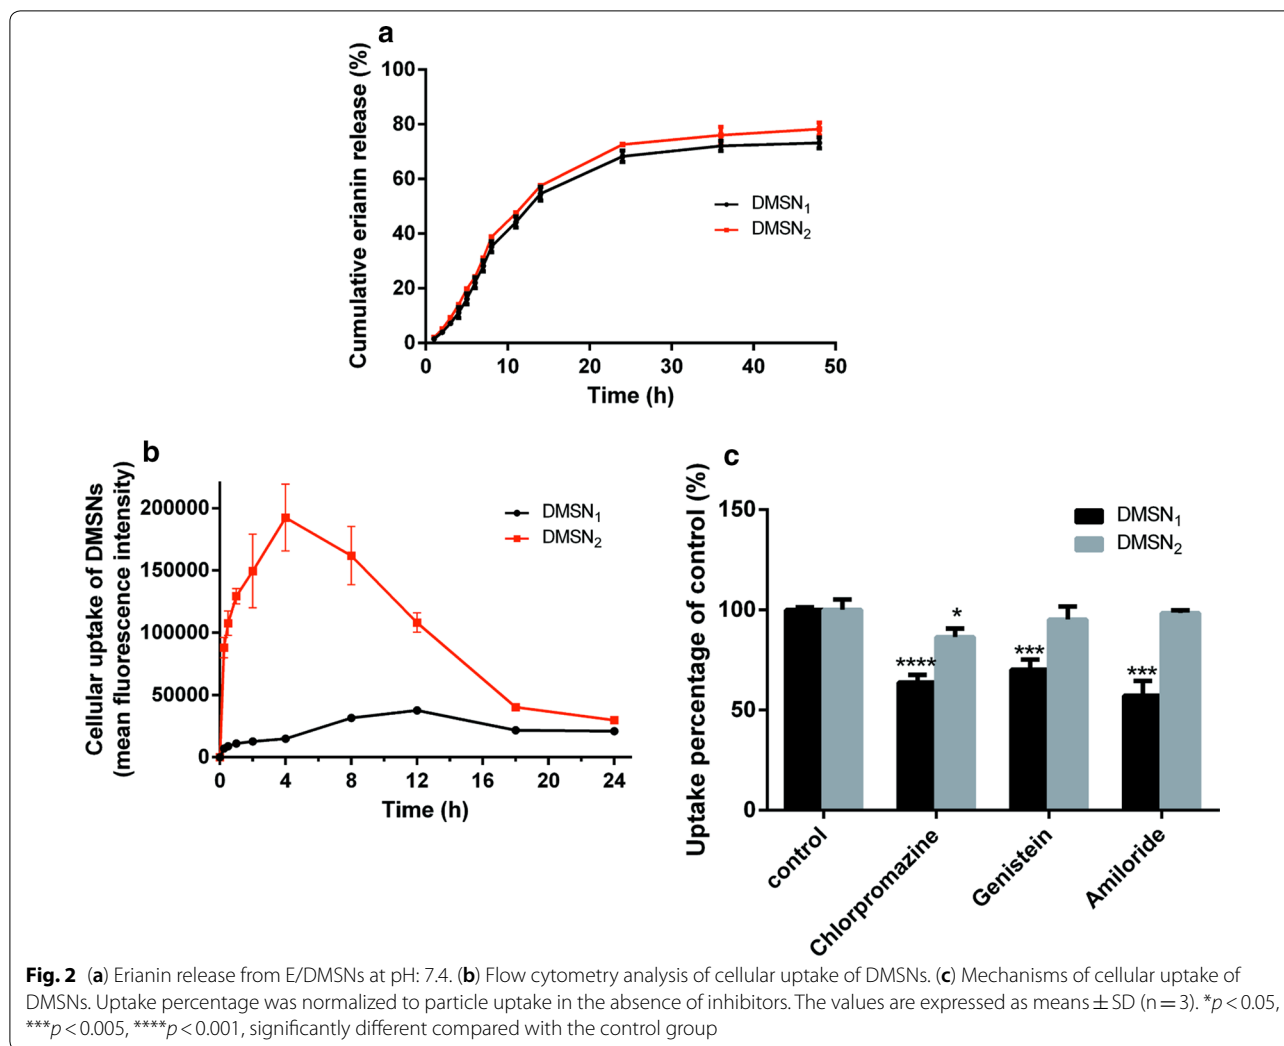 a
Cumulative erianin release (%)
100
80
60
40
20
0
DMSN1
DMSN2
0 10 20 30 40 50
Time (h)
b
Cellular uptake of DMSNs
(mean fluorescence intensity)
200000
150000
100000
50000
0
DMSN1
DMSN2
0 4 8 12 16 20 24
Time (h)
c
Uptake percentage of control (%)
150
100
50
0
DMSN1
DMSN2
****
*
***
***
control
Chlorpromazine
Genistein
Amiloride
Fig. 2 (a) Erianin release from E/DMSNs at pH: 7.4. (b) Flow cytometry analysis of cellular uptake of DMSNs. (c) Mechanisms of cellular uptake of
DMSNs. Uptake percentage was normalized to particle uptake in the absence of inhibitors. The values are expressed as means ± SD (n = 3). *p < 0.05,
***p < 0.005, ****p < 0.001, significantly different compared with the control group